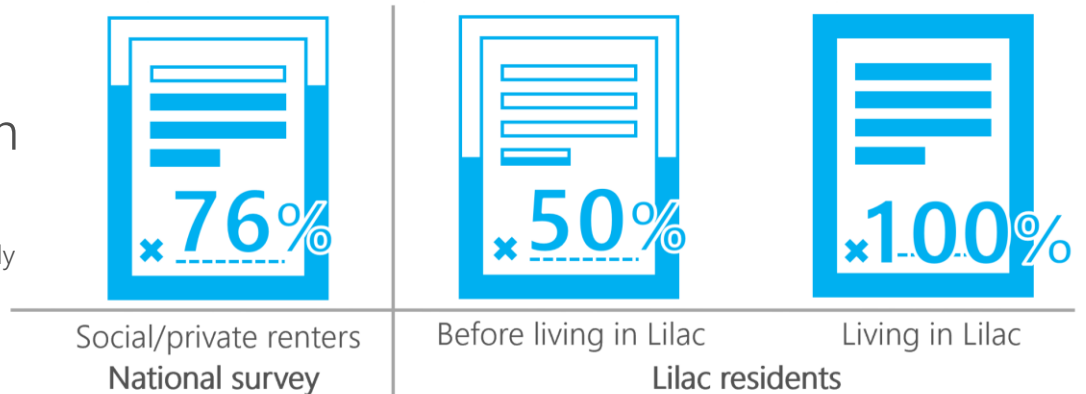 76%
50%
100%
Social/private renters
Before living in Lilac
Living in Lilac
National survey
Lilac residents